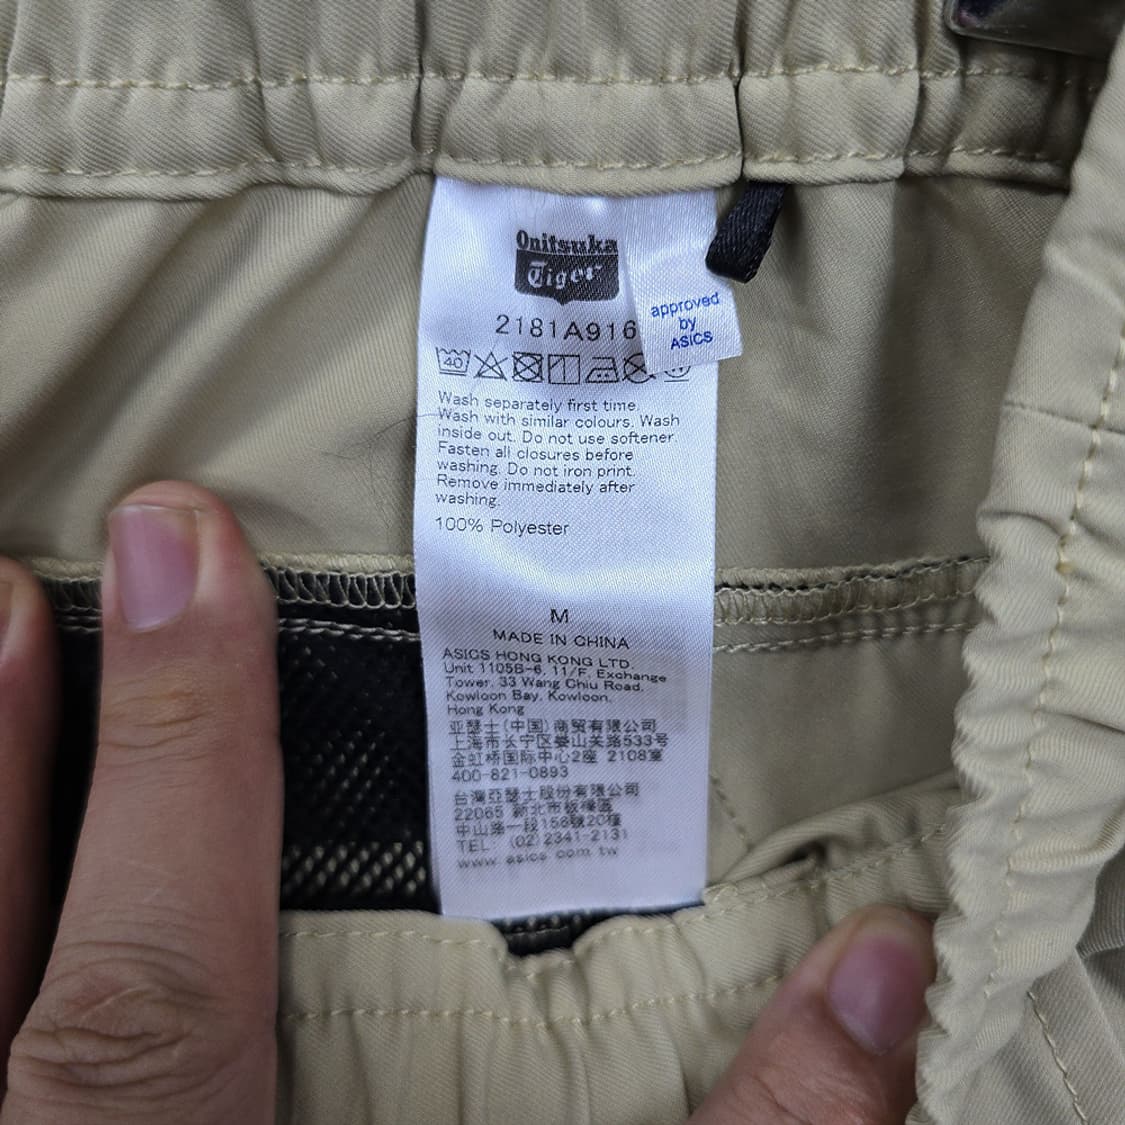 Onitsuka
Tiger
2181A916
approved
by
ASICS
40
Wash separately first time.
Wash with similar colours. Wash
inside out. Do not use softener.
Fasten all closures before
washing. Do not iron print.
Remove immediately after
washing.
100% Polyester
M
MADE IN CHINA
ASICS HONG KONG LTD.
Unit 1105B-6, 11/F, Exchange
Tower, 33 Wang Chiu Road,
Kowloon Bay, Kowloon,
Hong Kong
亚瑟士(中国)商贸有限公司
上海市长宁区娄山关路533号
金虹桥国际中心2座 2108室
400-821-0893
台灣亞瑟士股份有限公司
22065 新北市板橋區
中山路一段156號20樓
TEL: (02)2341-2131
www.asics.com.tw